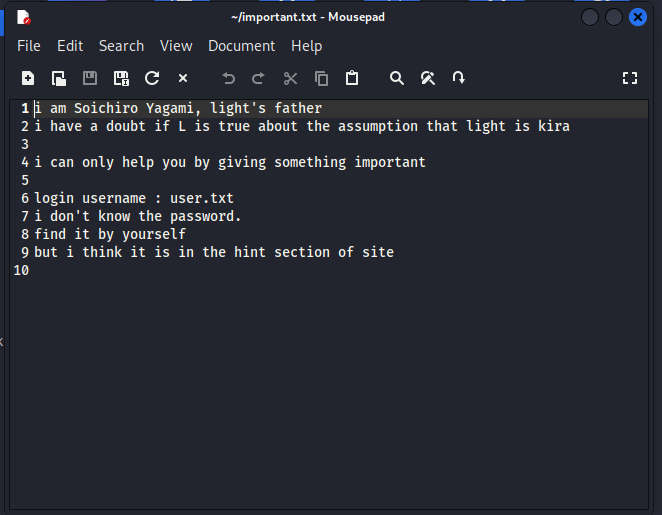 ~/important.txt - Mousepad
File Edit Search View Document Help
1 i am Soichiro Yagami, light's father
2 i have a doubt if L is true about the assumption that light is kira
3
4 i can only help you by giving something important
5
6 login username : user.txt
7 i don't know the password.
8 find it by yourself
9 but i think it is in the hint section of site
10